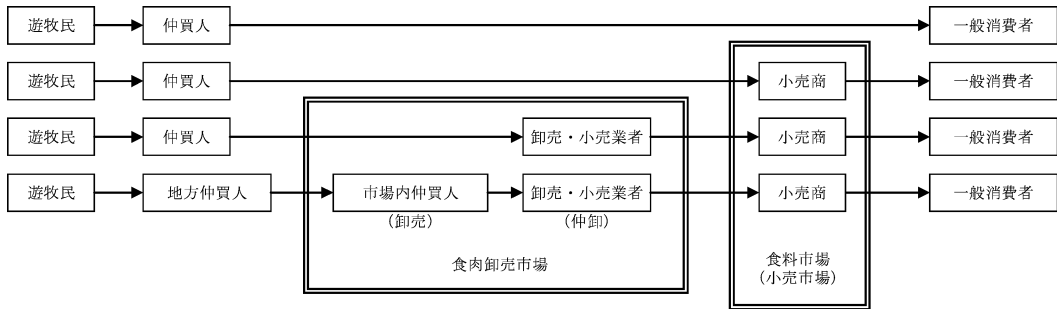 遊牧民 仲買人 一般消費者
遊牧民 仲買人 小売商 一般消費者
遊牧民 仲買人 卸売・小売業者 小売商 一般消費者
遊牧民 地方仲買人 市場内仲買人 卸売・小売業者 小売商 一般消費者
(卸売) (仲卸)
食肉卸売市場
食料市場
(小売市場)